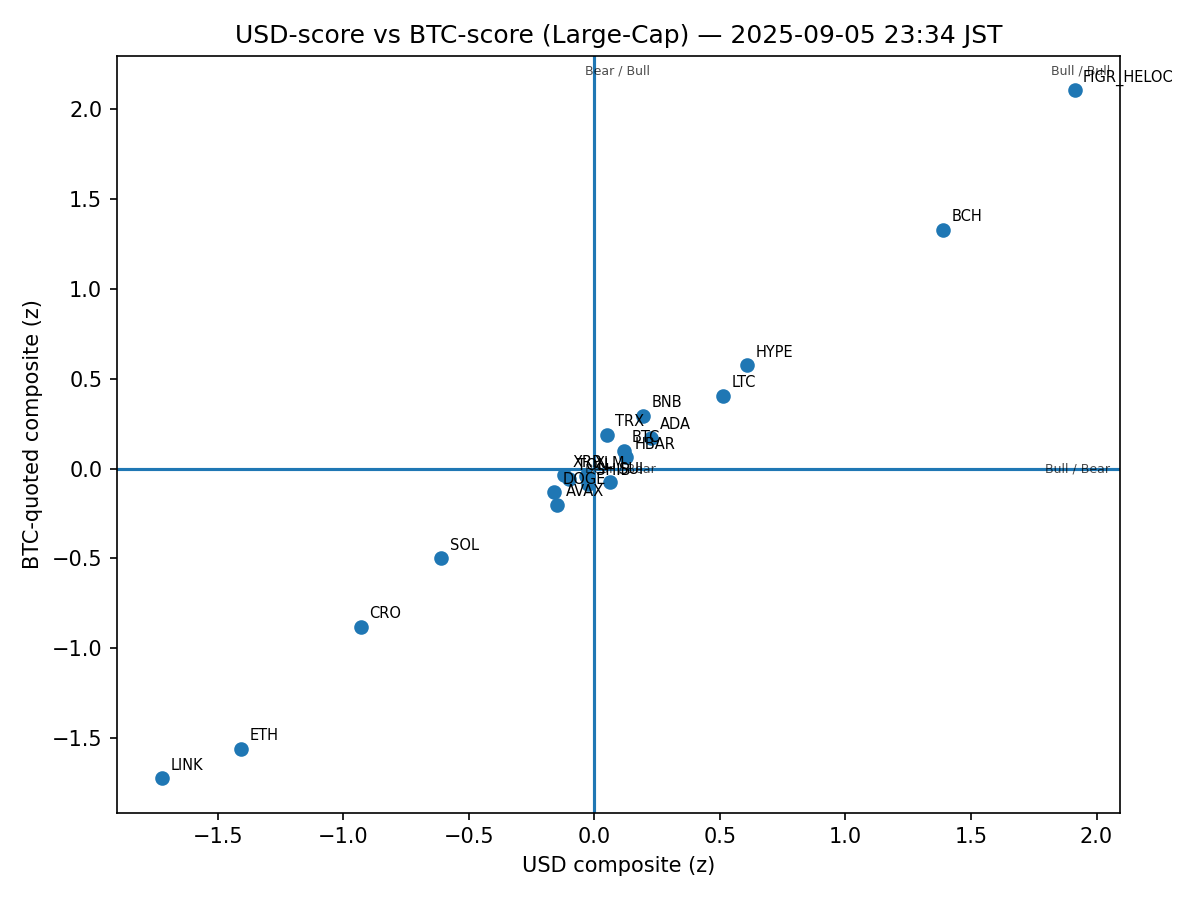 USD-score vs BTC-score (Large-Cap) — 2025-09-05 23:34 JST
Bear / Bull
Bull / Bull
FIGR_HELOC
BCH
HYPE
LTC
BNB
TRX
ADA
BTC
HBAR
XRP
XLM
SUI
Bull / Bear
DOGE
AVAX
SOL
CRO
ETH
LINK
2.0
1.5
1.0
0.5
0.0
−0.5
−1.0
−1.5
−1.5
−1.0
−0.5
0.0
0.5
1.0
1.5
2.0
USD composite (z)
BTC-quoted composite (z)